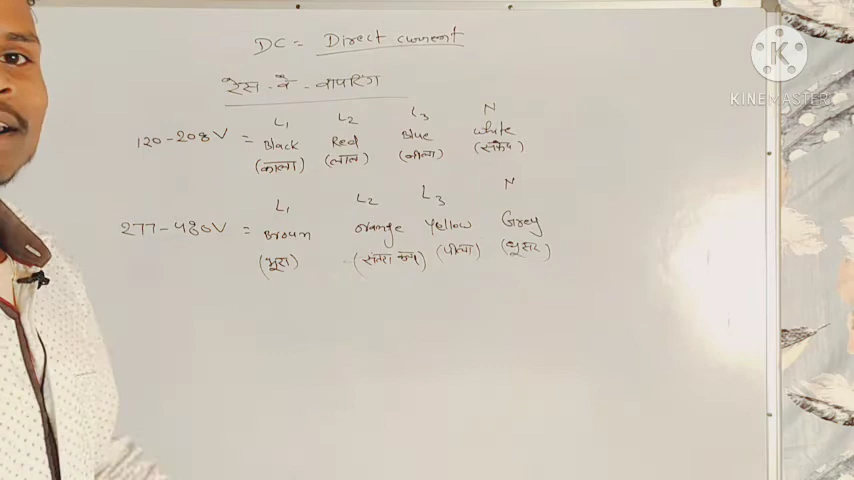 DC = Direct current
रेस - वे - वायरिंग
L1 L2 L3 N
120-208V = Black Red Blue White
(काला) (लाल) (नीला) (सफेद)
L1 L2 L3 N
277-480V = Brown orange Yellow Grey
(भूरा) (पीला) (धूसर)
K
KINEMASTER